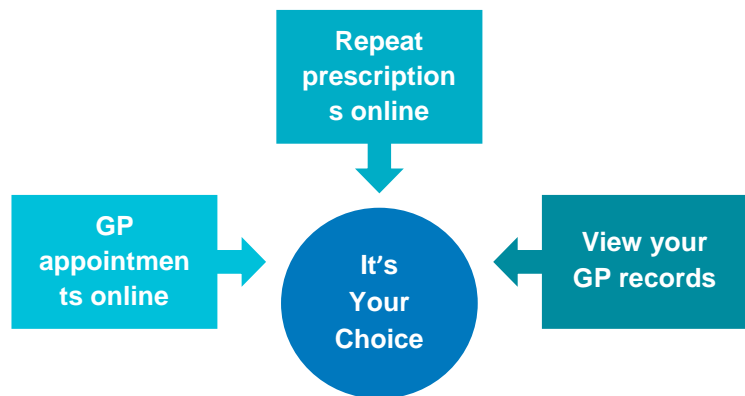 Repeat
prescription
s online
GP
appointmen
ts online
It’s
Your
Choice
View your
GP records